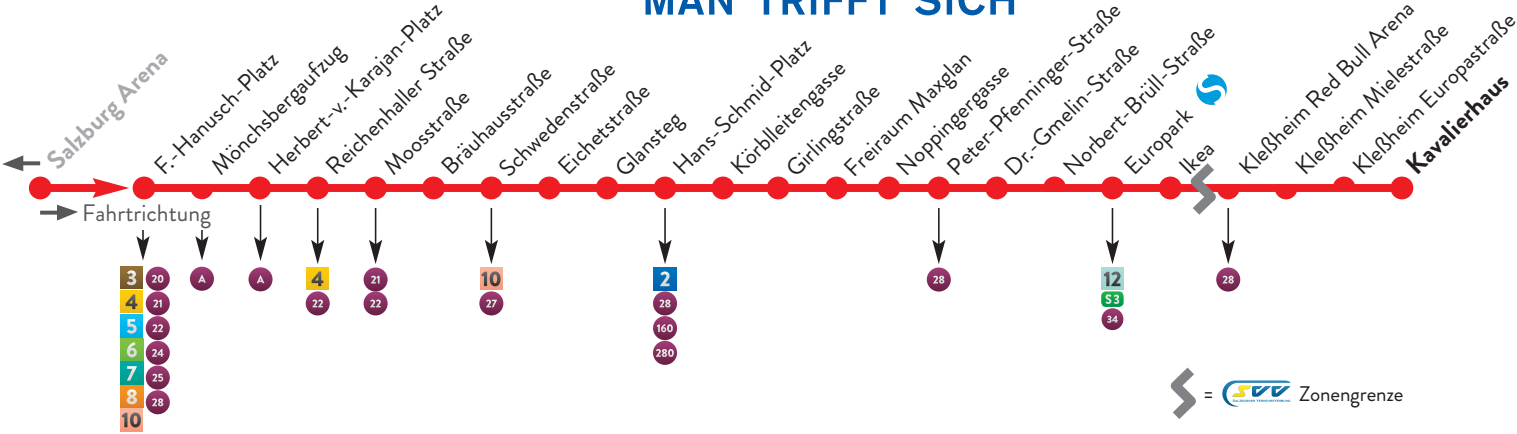 MAN TRIFFT SICH
Salzburg Arena
F.-Hanusch-Platz
Mönchsbergaufzug
Herbert-v.-Karajan-Platz
Reichenhaller Straße
Moosstraße
Bräuhausstraße
Schwedenstraße
Eichetstraße
Glansteg
Hans-Schmid-Platz
Körblleitengasse
Girlingstraße
Freiraum Maxglan
Noppingergasse
Peter-Pfenninger-Straße
Dr.-Gmelin-Straße
Norbert-Brüll-Straße
Europark
Ikea
Kleßheim Red Bull Arena
Kleßheim Mielestraße
Kleßheim Europastraße
Kavalierhaus
Fahrtrichtung
3 20
4 21
5 22
6 24
7 25
8 28
10
A
A
4
22
21
22
10
27
2
28
160
280
28
12
S3
34
28
= SVV Zonengrenze